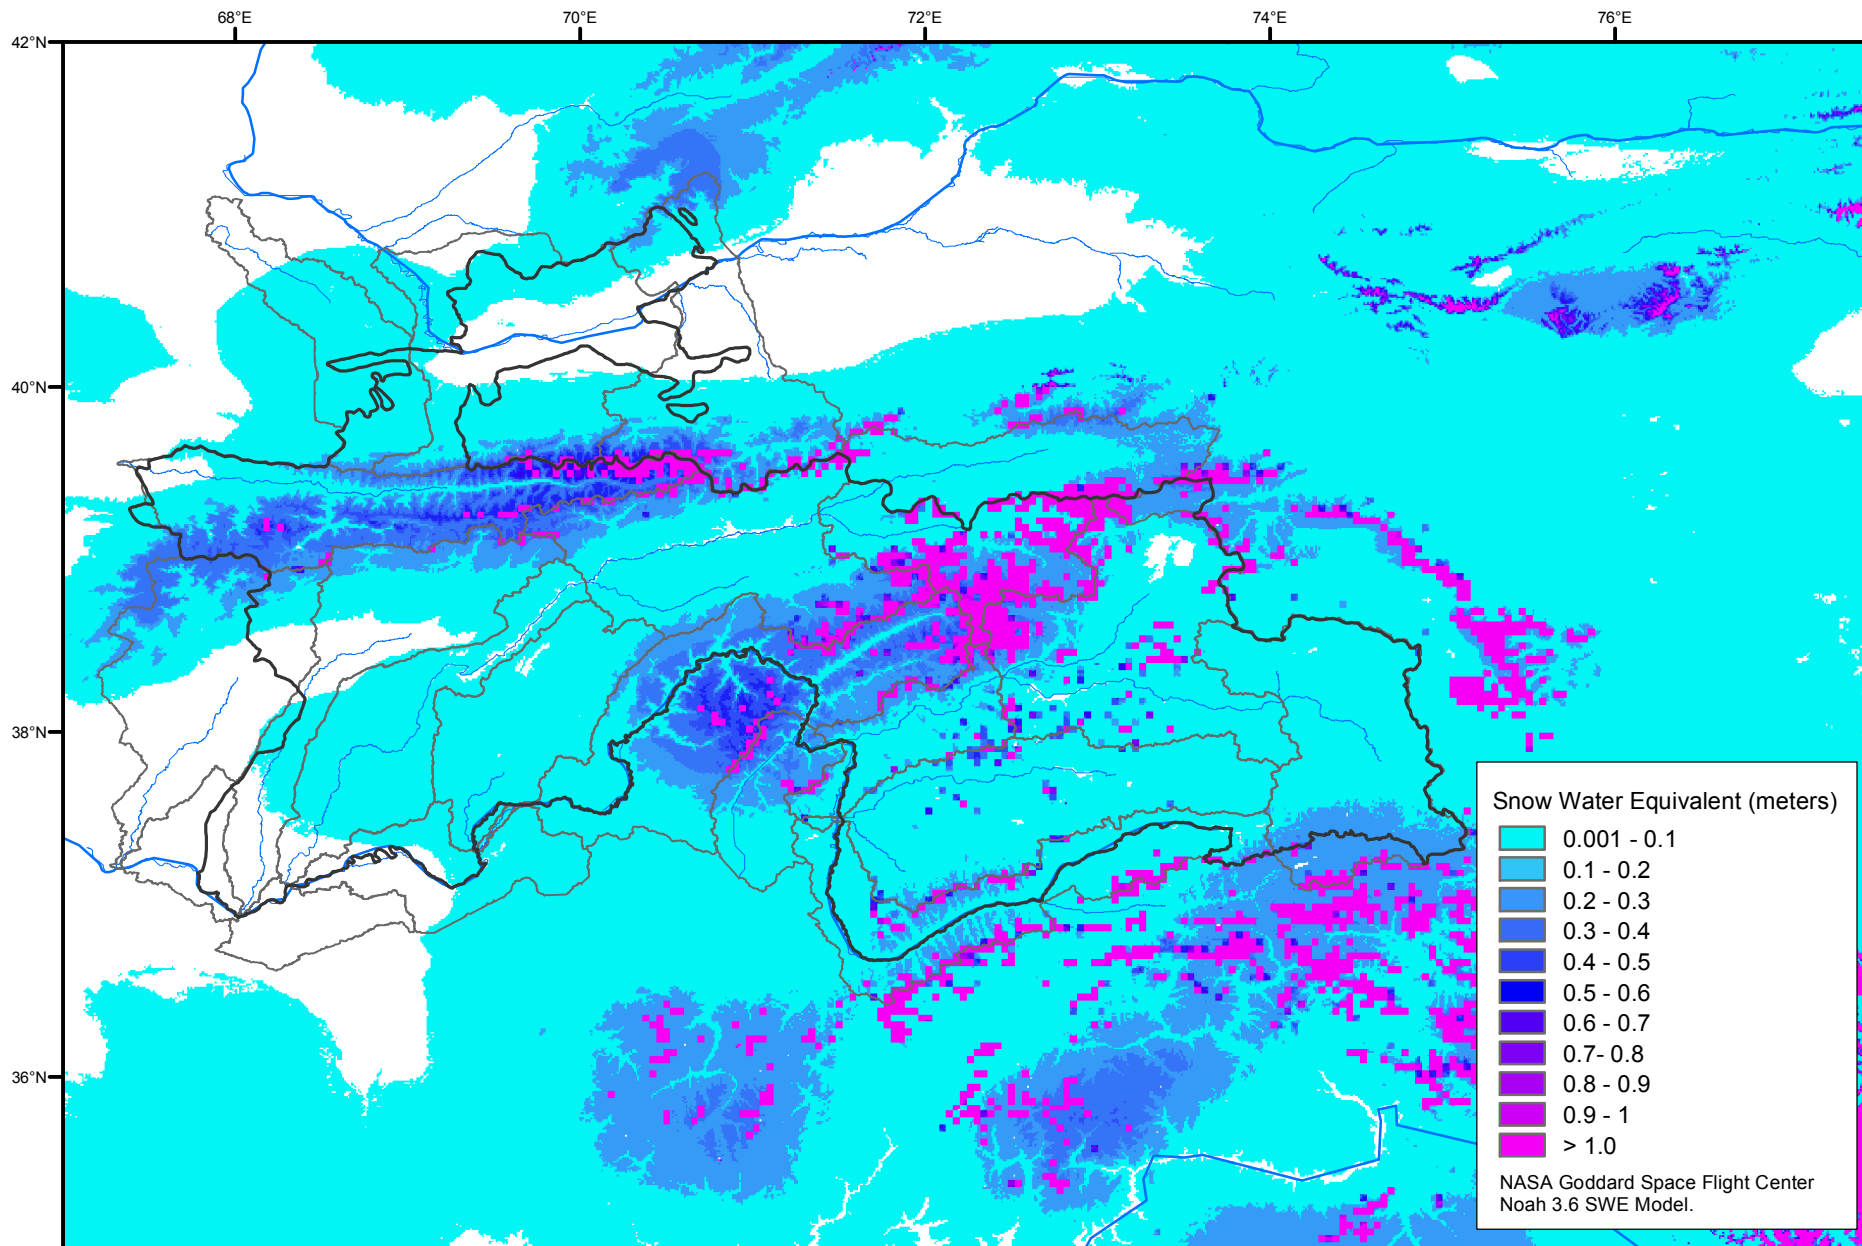 68°E 70°E 72°E 74°E 76°E
42°N
40°N
38°N
36°N
Snow Water Equivalent (meters)
0.001 - 0.1
0.1 - 0.2
0.2 - 0.3
0.3 - 0.4
0.4 - 0.5
0.5 - 0.6
0.6 - 0.7
0.7- 0.8
0.8 - 0.9
0.9 - 1
> 1.0
NASA Goddard Space Flight Center
Noah 3.6 SWE Model.